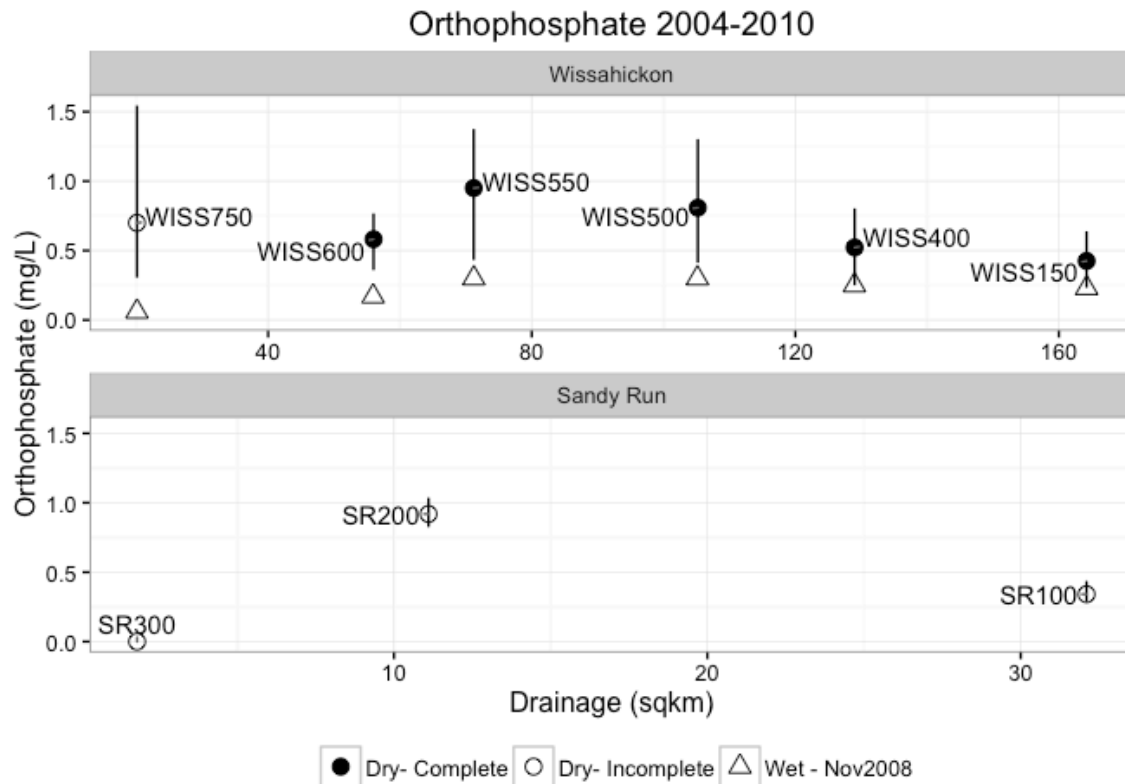 Orthophosphate 2004-2010
Wissahickon
Orthophosphate (mg/L)
1.5
1.0
0.5
0.0
WISS750
WISS600
WISS550
WISS500
WISS400
WISS150
40
80
120
160
Sandy Run
1.5
1.0
0.5
0.0
SR300
SR200
SR100
10
20
30
Drainage (sqkm)
Dry- Complete
Dry- Incomplete
Wet - Nov2008